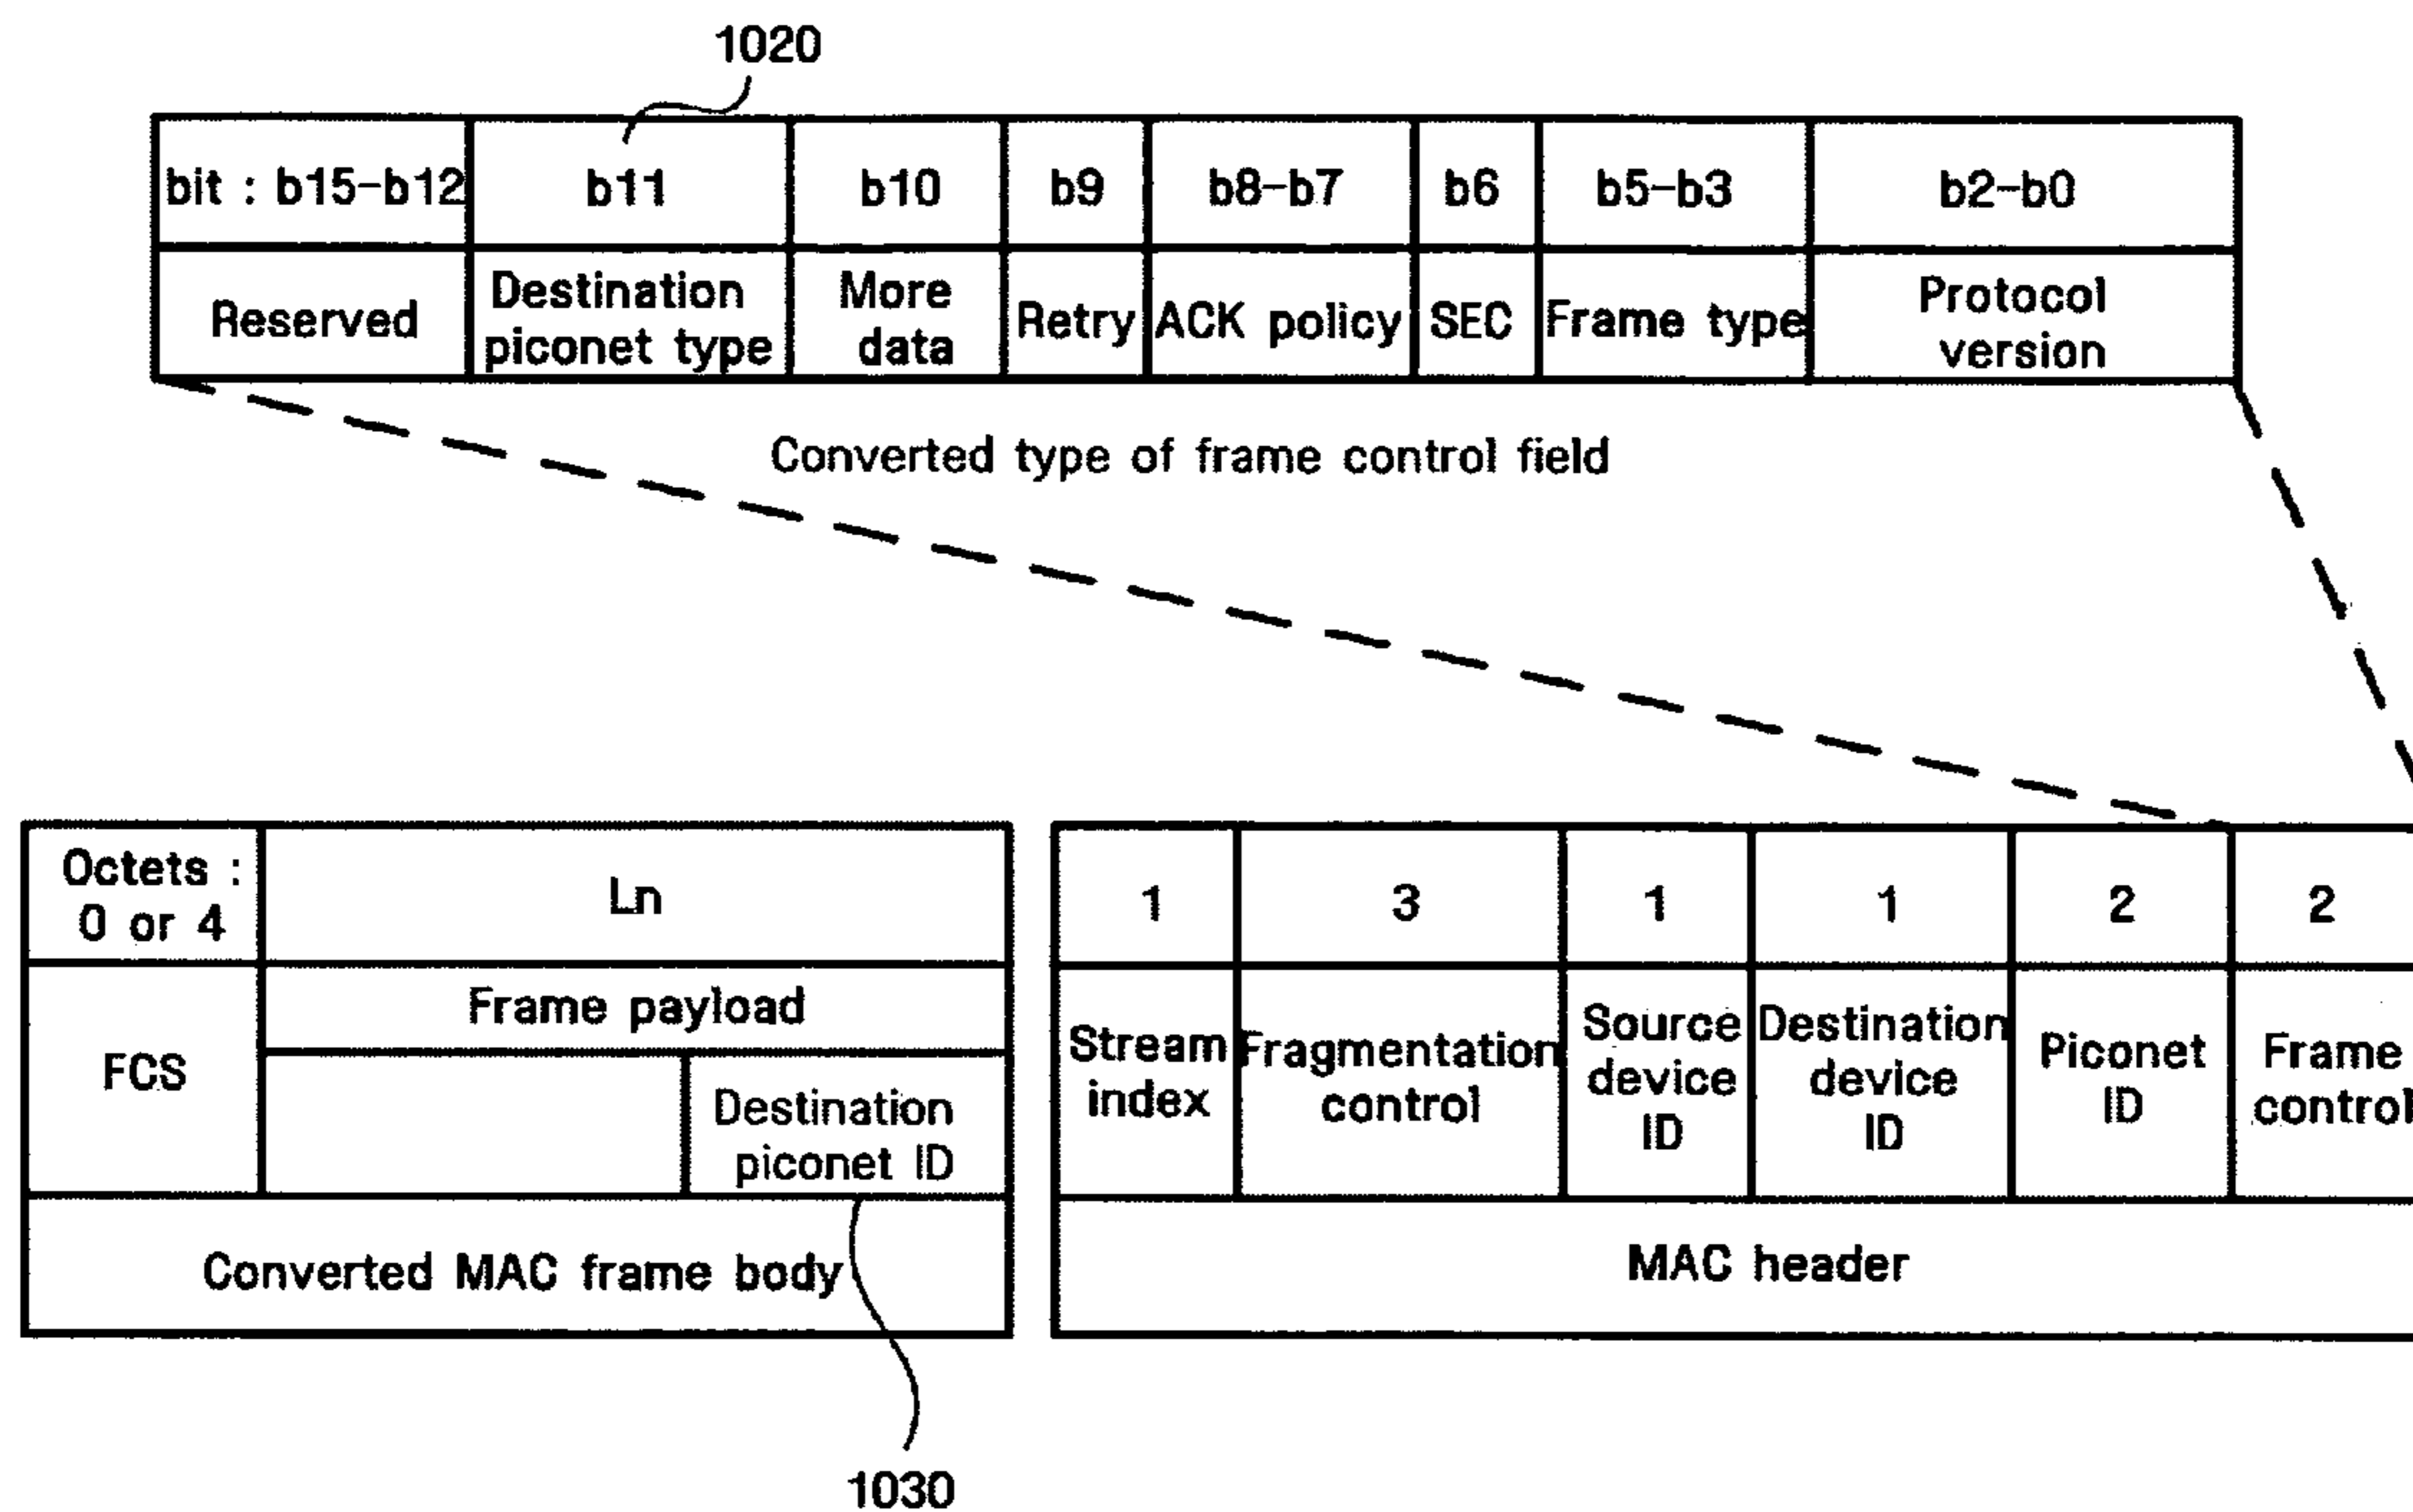 1020
bit : b15-b12 b11 b10 b9 b8-b7 b6 b5-b3 b2-b0
Reserved Destination piconet type More data Retry ACK policy SEC Frame type Protocol version
Converted type of frame control field
Octets : 0 or 4 Ln 1 3 1 1 2 2
FCS Frame payload Stream index Fragmentation control Source device ID Destination device ID Piconet ID Frame control
Destination piconet ID
Converted MAC frame body MAC header
1030